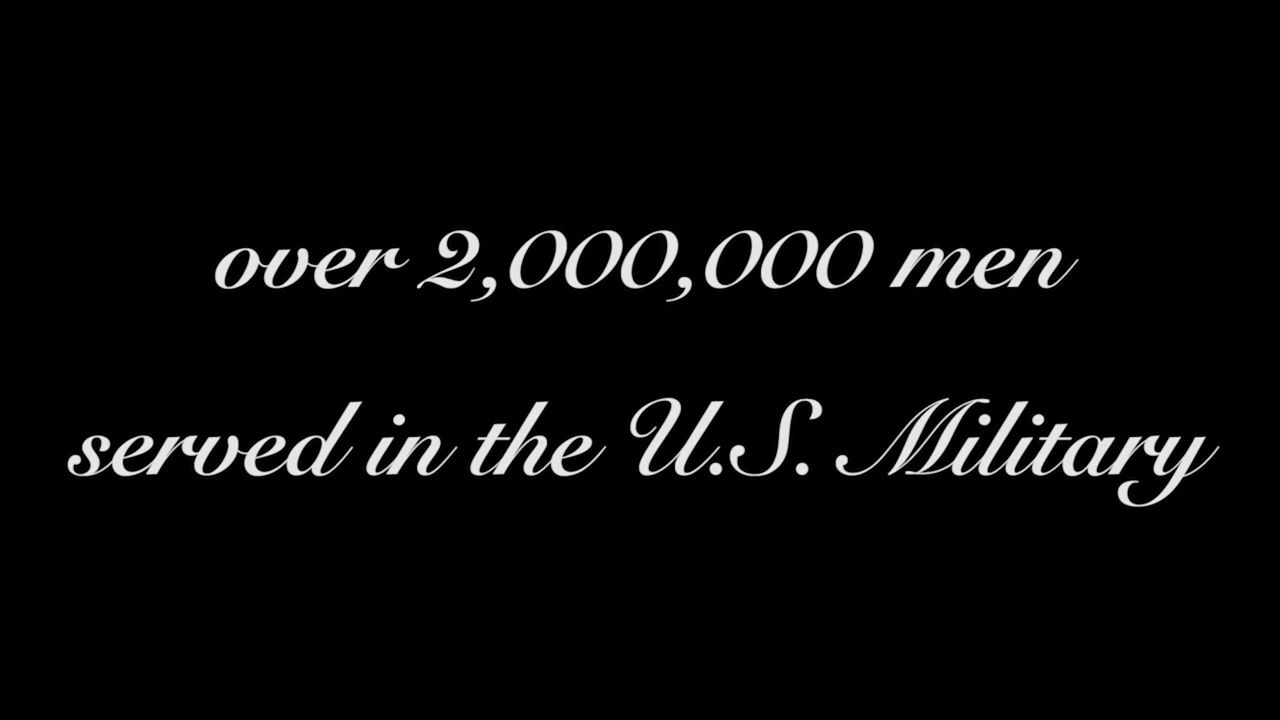 over 2,000,000 men
served in the U.S. Military